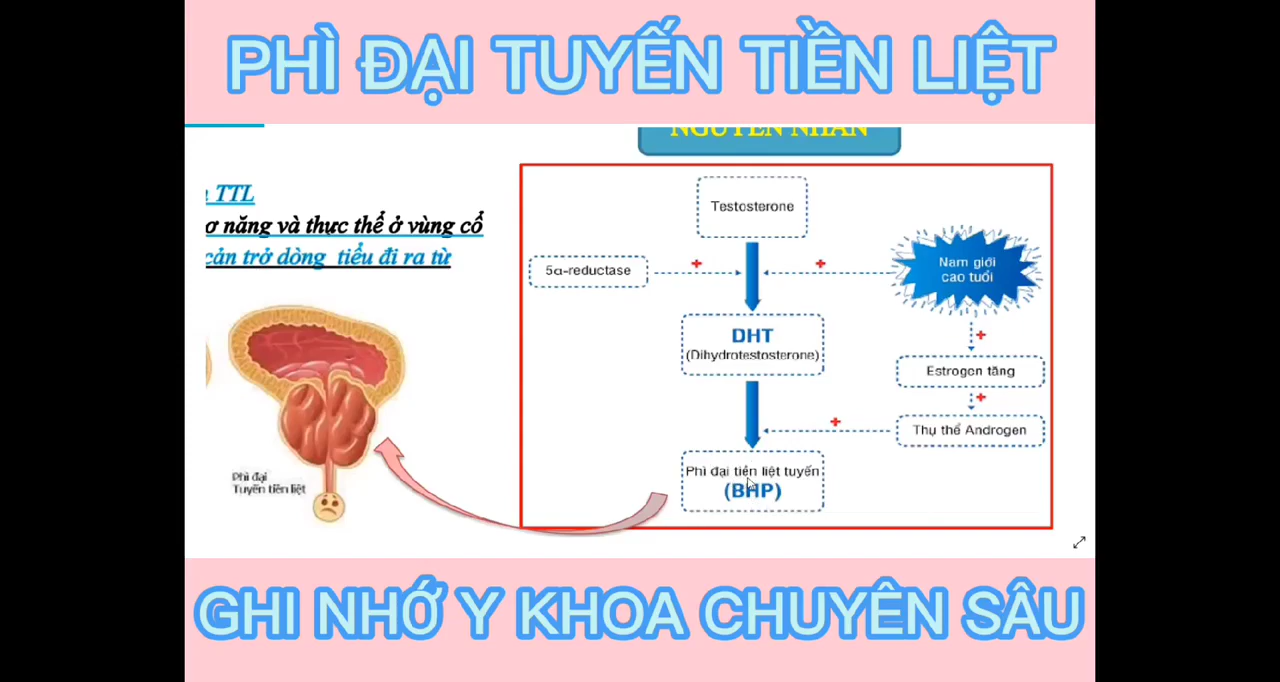 PHÌ ĐẠI TUYẾN TIỀN LIỆT
NGUYÊN NHÂN
TTL
ơ năng và thực thể ở vùng cổ
cản trở dòng tiểu đi ra từ
Phì đại
Tuyến tiền liệt
Testosterone
5α-reductase
Nam giới
cao tuổi
DHT
(Dihydrotestosterone)
Estrogen tăng
Thụ thể Androgen
Phì đại tiền liệt tuyến
(BHP)
GHI NHỚ Y KHOA CHUYÊN SÂU